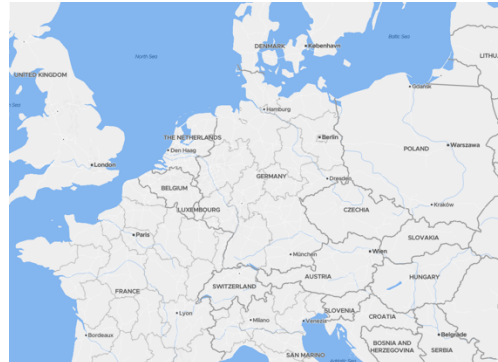 DENMARK
København
Baltic Sea
North Sea
LITHU
UNITED KINGDOM
Gdańsk
Hamburg
THE NETHERLANDS
Berlin
Den Haag
POLAND
Warszawa
London
GERMANY
Dresden
BELGIUM
Kraków
LUXEMBOURG
CZECHIA
Paris
SLOVAKIA
Wien
München
AUSTRIA
HUNGARY
SWITZERLAND
FRANCE
SLOVENIA
Lyon
CROATIA
Milano
Venezia
Bordeaux
Belgrade
BOSNIA AND
HERZEGOVINA
SERBIA
SAN MARINO